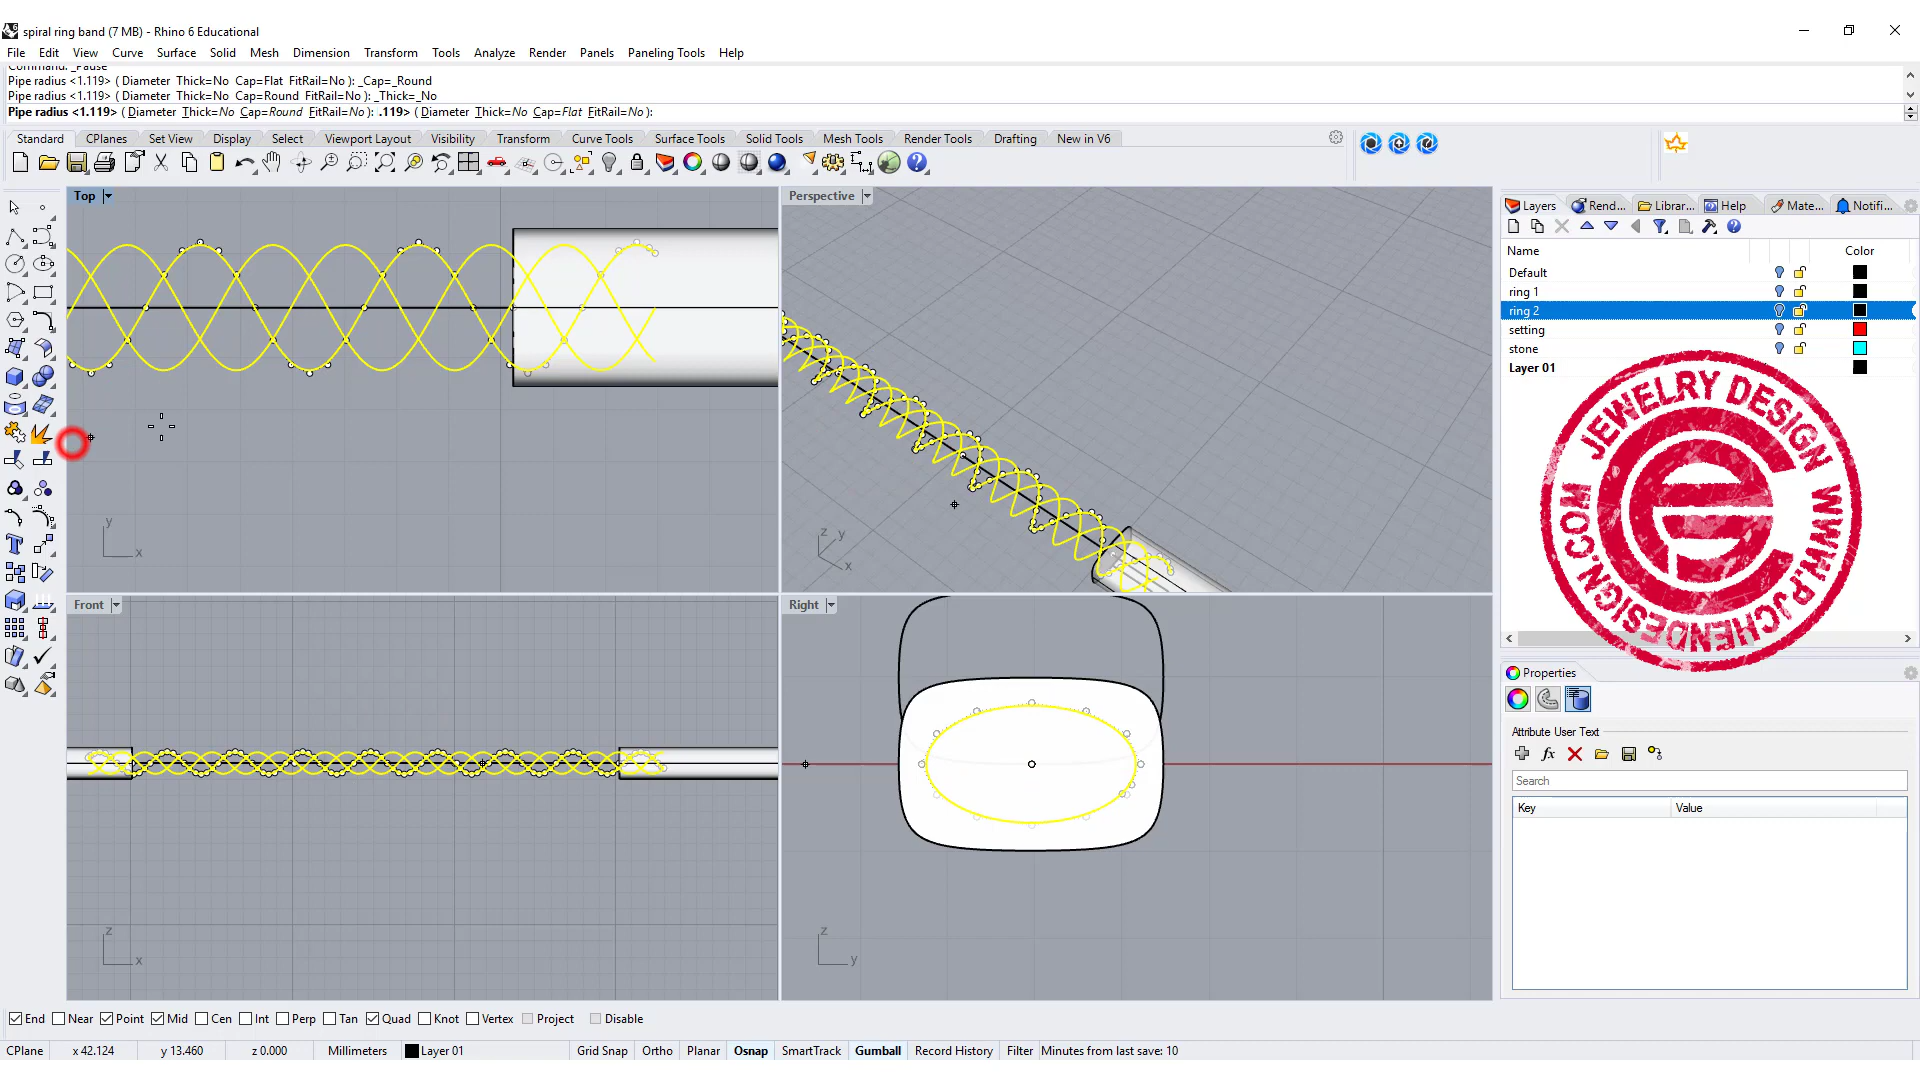 spiral ring band (7 MB) - Rhino 6 Educational
File Edit View Curve Surface Solid Mesh Dimension Transform Tools Analyze Render Panels Paneling Tools Help
Command: _Pause
Pipe radius <1.119> ( Diameter Thick=No Cap=Flat FitRail=No ): _Cap=_Round
Pipe radius <1.119> ( Diameter Thick=No Cap=Round FitRail=No ): _Thick=_No
Pipe radius <1.119> ( Diameter Thick=No Cap=Round FitRail=No ): .119> ( Diameter Thick=No Cap=Flat FitRail=No ):
Standard CPlanes Set View Display Select Viewport Layout Visibility Transform Curve Tools Surface Tools Solid Tools Mesh Tools Render Tools Drafting New in V6
Top
Perspective
Layers Rend... Librar... Help Mate... Notifi...
Name Color
Default
ring 1
ring 2
setting
stone
Layer 01
JEWELRY DESIGN
WWW.PJCHENDESIGN.COM
y
x
z
y
x
Front
Right
Properties
Attribute User Text
fx
Search
Key Value
z
x
z
y
End Near Point Mid Cen Int Perp Tan Quad Knot Vertex Project Disable
CPlane x 42.124 y 13.460 z 0.000 Millimeters Layer 01 Grid Snap Ortho Planar Osnap SmartTrack Gumball Record History Filter Minutes from last save: 10